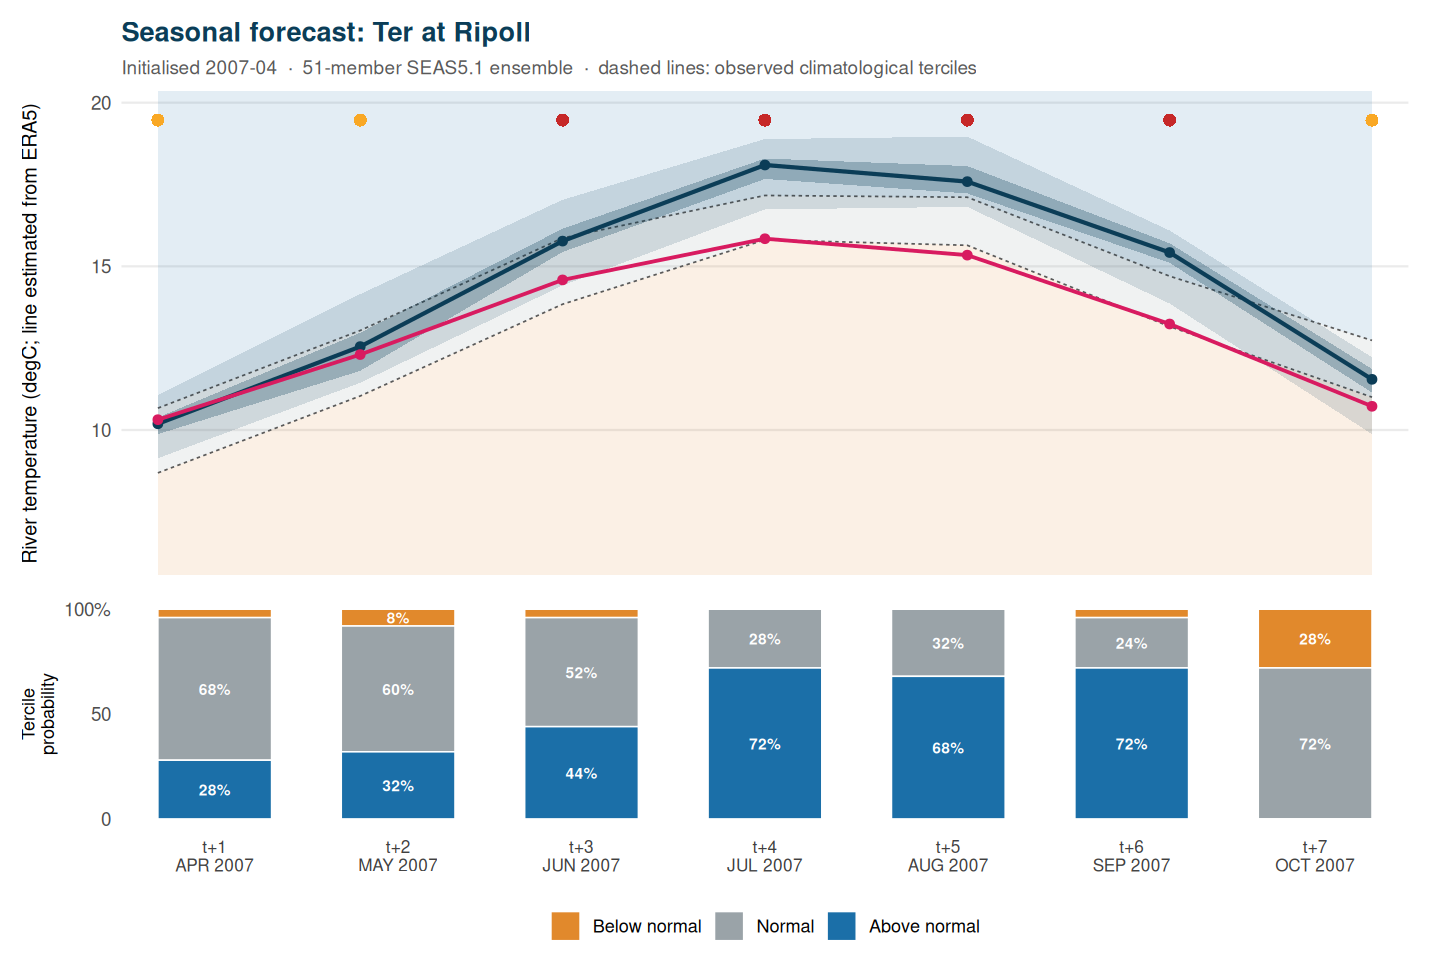 Seasonal forecast: Ter at Ripoll
Initialised 2007-04 · 51-member SEAS5.1 ensemble · dashed lines: observed climatological terciles
River temperature (degC; line estimated from ERA5)
20
15
10
Tercile
probability
100%
50
0
8%
68%
60%
52%
28%
32%
24%
28%
28%
32%
44%
72%
68%
72%
72%
t+1
APR 2007
t+2
MAY 2007
t+3
JUN 2007
t+4
JUL 2007
t+5
AUG 2007
t+6
SEP 2007
t+7
OCT 2007
Below normal
Normal
Above normal